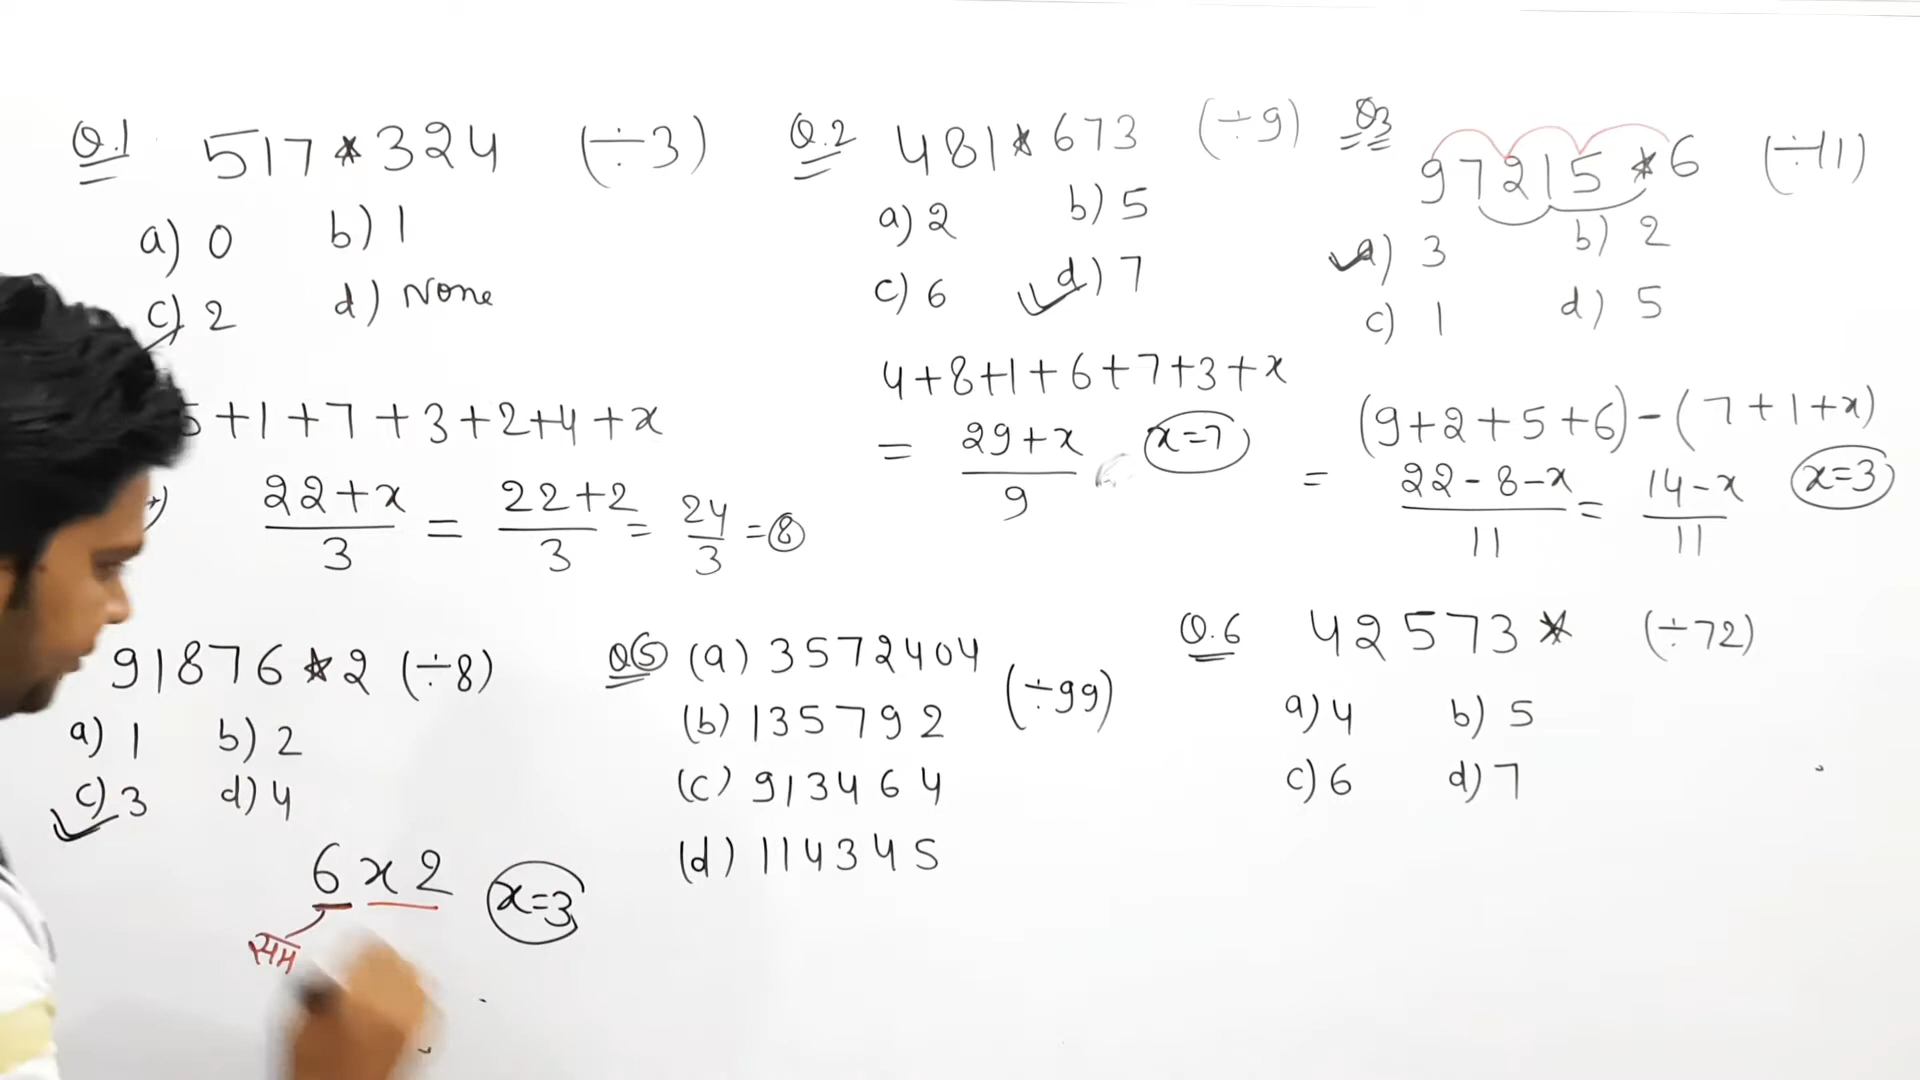 Q.1 517*324 (÷3)
a) 0 b) 1
c) 2 d) None
5+1+7+3+2+4+x
22+x/3 = 22+2/3 = 24/3 = 8
Q.2 481*673 (÷9)
a) 2 b) 5
c) 6 d) 7
4+8+1+6+7+3+x
= 29+x/9 x=7
Q3 97215*6 (÷11)
a) 3 b) 2
c) 1 d) 5
(9+2+5+6)-(7+1+x)
= 22-8-x/11 = 14-x/11 x=3
91876*2 (÷8)
a) 1 b) 2
c) 3 d) 4
6x2 x=3
सम
Q5 (a) 3572404 (÷99)
(b) 135792
(c) 913464
(d) 114345
Q.6 42573* (÷72)
a) 4 b) 5
c) 6 d) 7